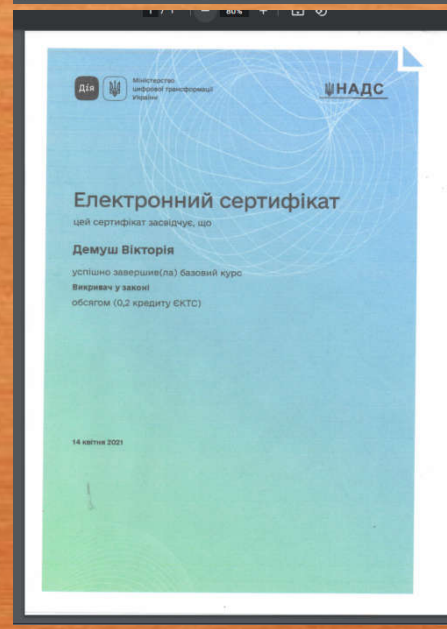 Дія
Міністерство
цифрової трансформації
України
НАДС
Електронний сертифікат
цей сертифікат засвідчує, що
Демуш Вікторія
успішно завершив(ла) базовий курс
Викривач у законі
обсягом (0,2 кредиту ЄКТС)
14 квітня 2021